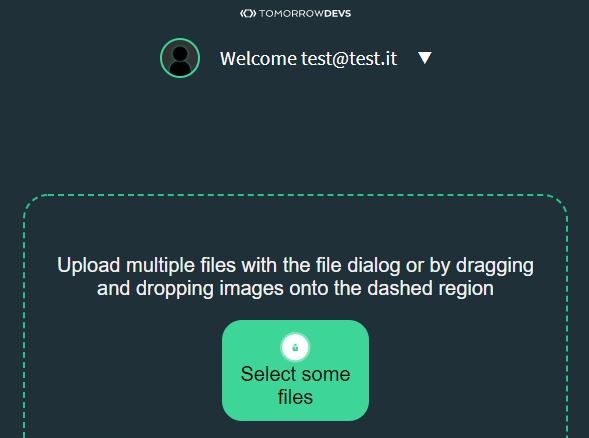 TOMORROWDEVS
Welcome test@test.it
Upload multiple files with the file dialog or by dragging
and dropping images onto the dashed region
Select some
files